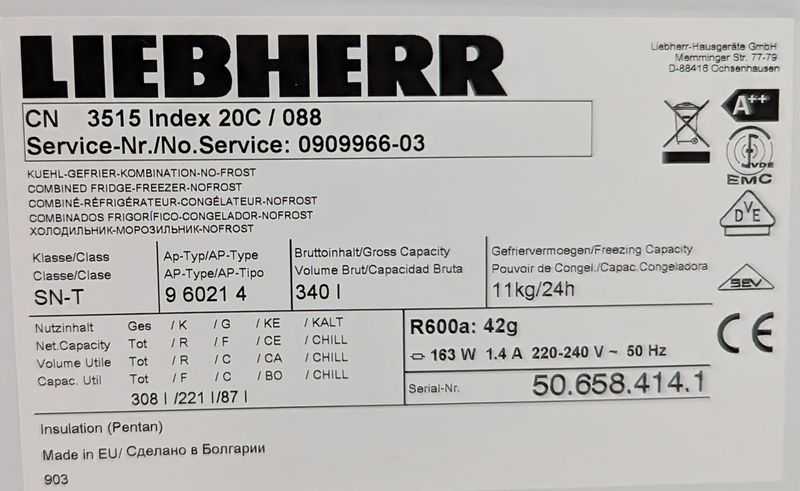 LIEBHERR
Liebherr-Hausgeräte GmbH
Memminger Str. 77-79
D-88416 Ochsenhausen
CN 3515 Index 20C / 088
Service-Nr./No.Service: 0909966-03
A++
VDE
EMC
DVE
SEV
CE
KUEHL-GEFRIER-KOMBINATION-NO-FROST
COMBINED FRIDGE-FREEZER-NOFROST
COMBINÉ-RÉFRIGÉRATEUR-CONGÉLATEUR-NOFROST
COMBINADOS FRIGORÍFICO-CONGELADOR-NOFROST
ХОЛОДИЛЬНИК-МОРОЗИЛЬНИК-NOFROST
Klasse/Class
Classe/Clase
SN-T
Ap-Typ/AP-Type
AP-Type/AP-Tipo
9 6021 4
Bruttoinhalt/Gross Capacity
Volume Brut/Capacidad Bruta
340 l
Gefriervermoegen/Freezing Capacity
Pouvoir de Congel./Capac.Congeladora
11kg/24h
Nutzinhalt Ges / K / G / KE / KALT
Net.Capacity Tot / R / F / CE / CHILL
Volume Utile Tot / R / C / CA / CHILL
Capac. Util Tot / F / C / BO / CHILL
308 l /221 l/87 l
R600a: 42g
163 W 1.4 A 220-240 V ~ 50 Hz
Serial-Nr. 50.658.414.1
Insulation (Pentan)
Made in EU/ Сделано в Болгарии
903